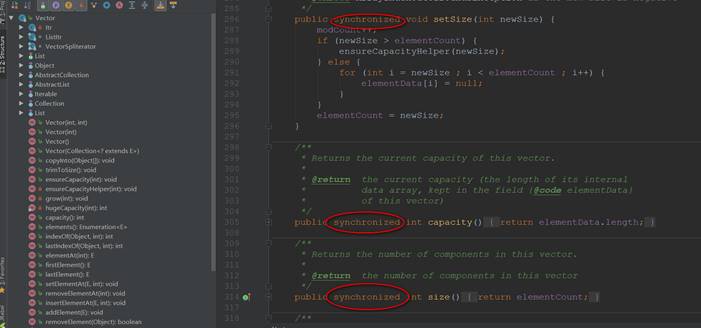 Vector
Itr
ListItr
VectorSpliterator
List
Object
AbstractCollection
AbstractList
Iterable
Collection
List
Vector(int, int)
Vector(int)
Vector()
Vector(Collection<? extends E>)
copyInto(Object[]): void
trimToSize(): void
ensureCapacity(int): void
ensureCapacityHelper(int): void
grow(int): void
hugeCapacity(int): int
capacity(): int
elements(): Enumeration<E>
indexOf(Object, int): int
lastIndexOf(Object, int): int
elementAt(int): E
firstElement(): E
lastElement(): E
setElementAt(E, int): void
removeElementAt(int): void
insertElementAt(E, int): void
addElement(E): void
removeElement(Object): boolean
Z: Structure
2: Favorites
JRebel
285 */
286 public synchronized void setSize(int newSize) {
287 modCount++;
288 if (newSize > elementCount) {
289 ensureCapacityHelper(newSize);
290 } else {
291 for (int i = newSize ; i < elementCount ; i++) {
292 elementData[i] = null;
293 }
294 }
295 elementCount = newSize;
296 }
297
298 /**
299 * Returns the current capacity of this vector.
300 *
301 * @return the current capacity (the length of its internal
302 data array, kept in the field {@code elementData}
303 of this vector)
304 */
305 public synchronized int capacity() { return elementData.length; }
308
309 /**
310 * Returns the number of components in this vector.
311 *
312 * @return the number of components in this vector
313 */
314 public synchronized int size() { return elementCount; }
317
318 /**